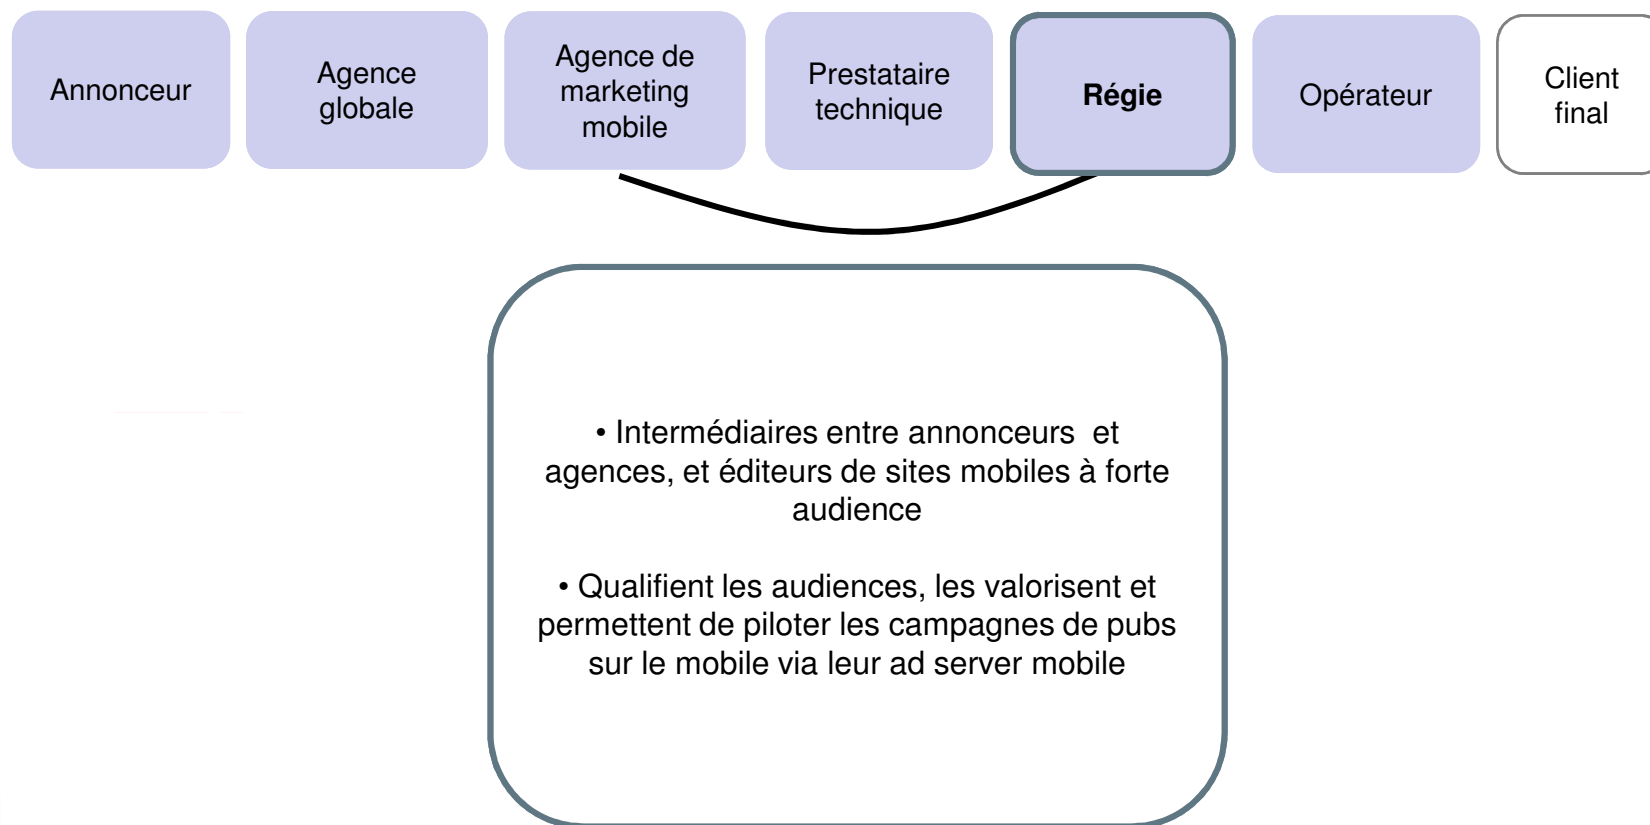 Annonceur
Agence
globale
Agence de
marketing
mobile
Prestataire
technique
Régie
Opérateur
Client
final
• Intermédiaires entre annonceurs  et
agences, et éditeurs de sites mobiles à forte
audience
• Qualifient les audiences, les valorisent et
permettent de piloter les campagnes de pubs
sur le mobile via leur ad server mobile